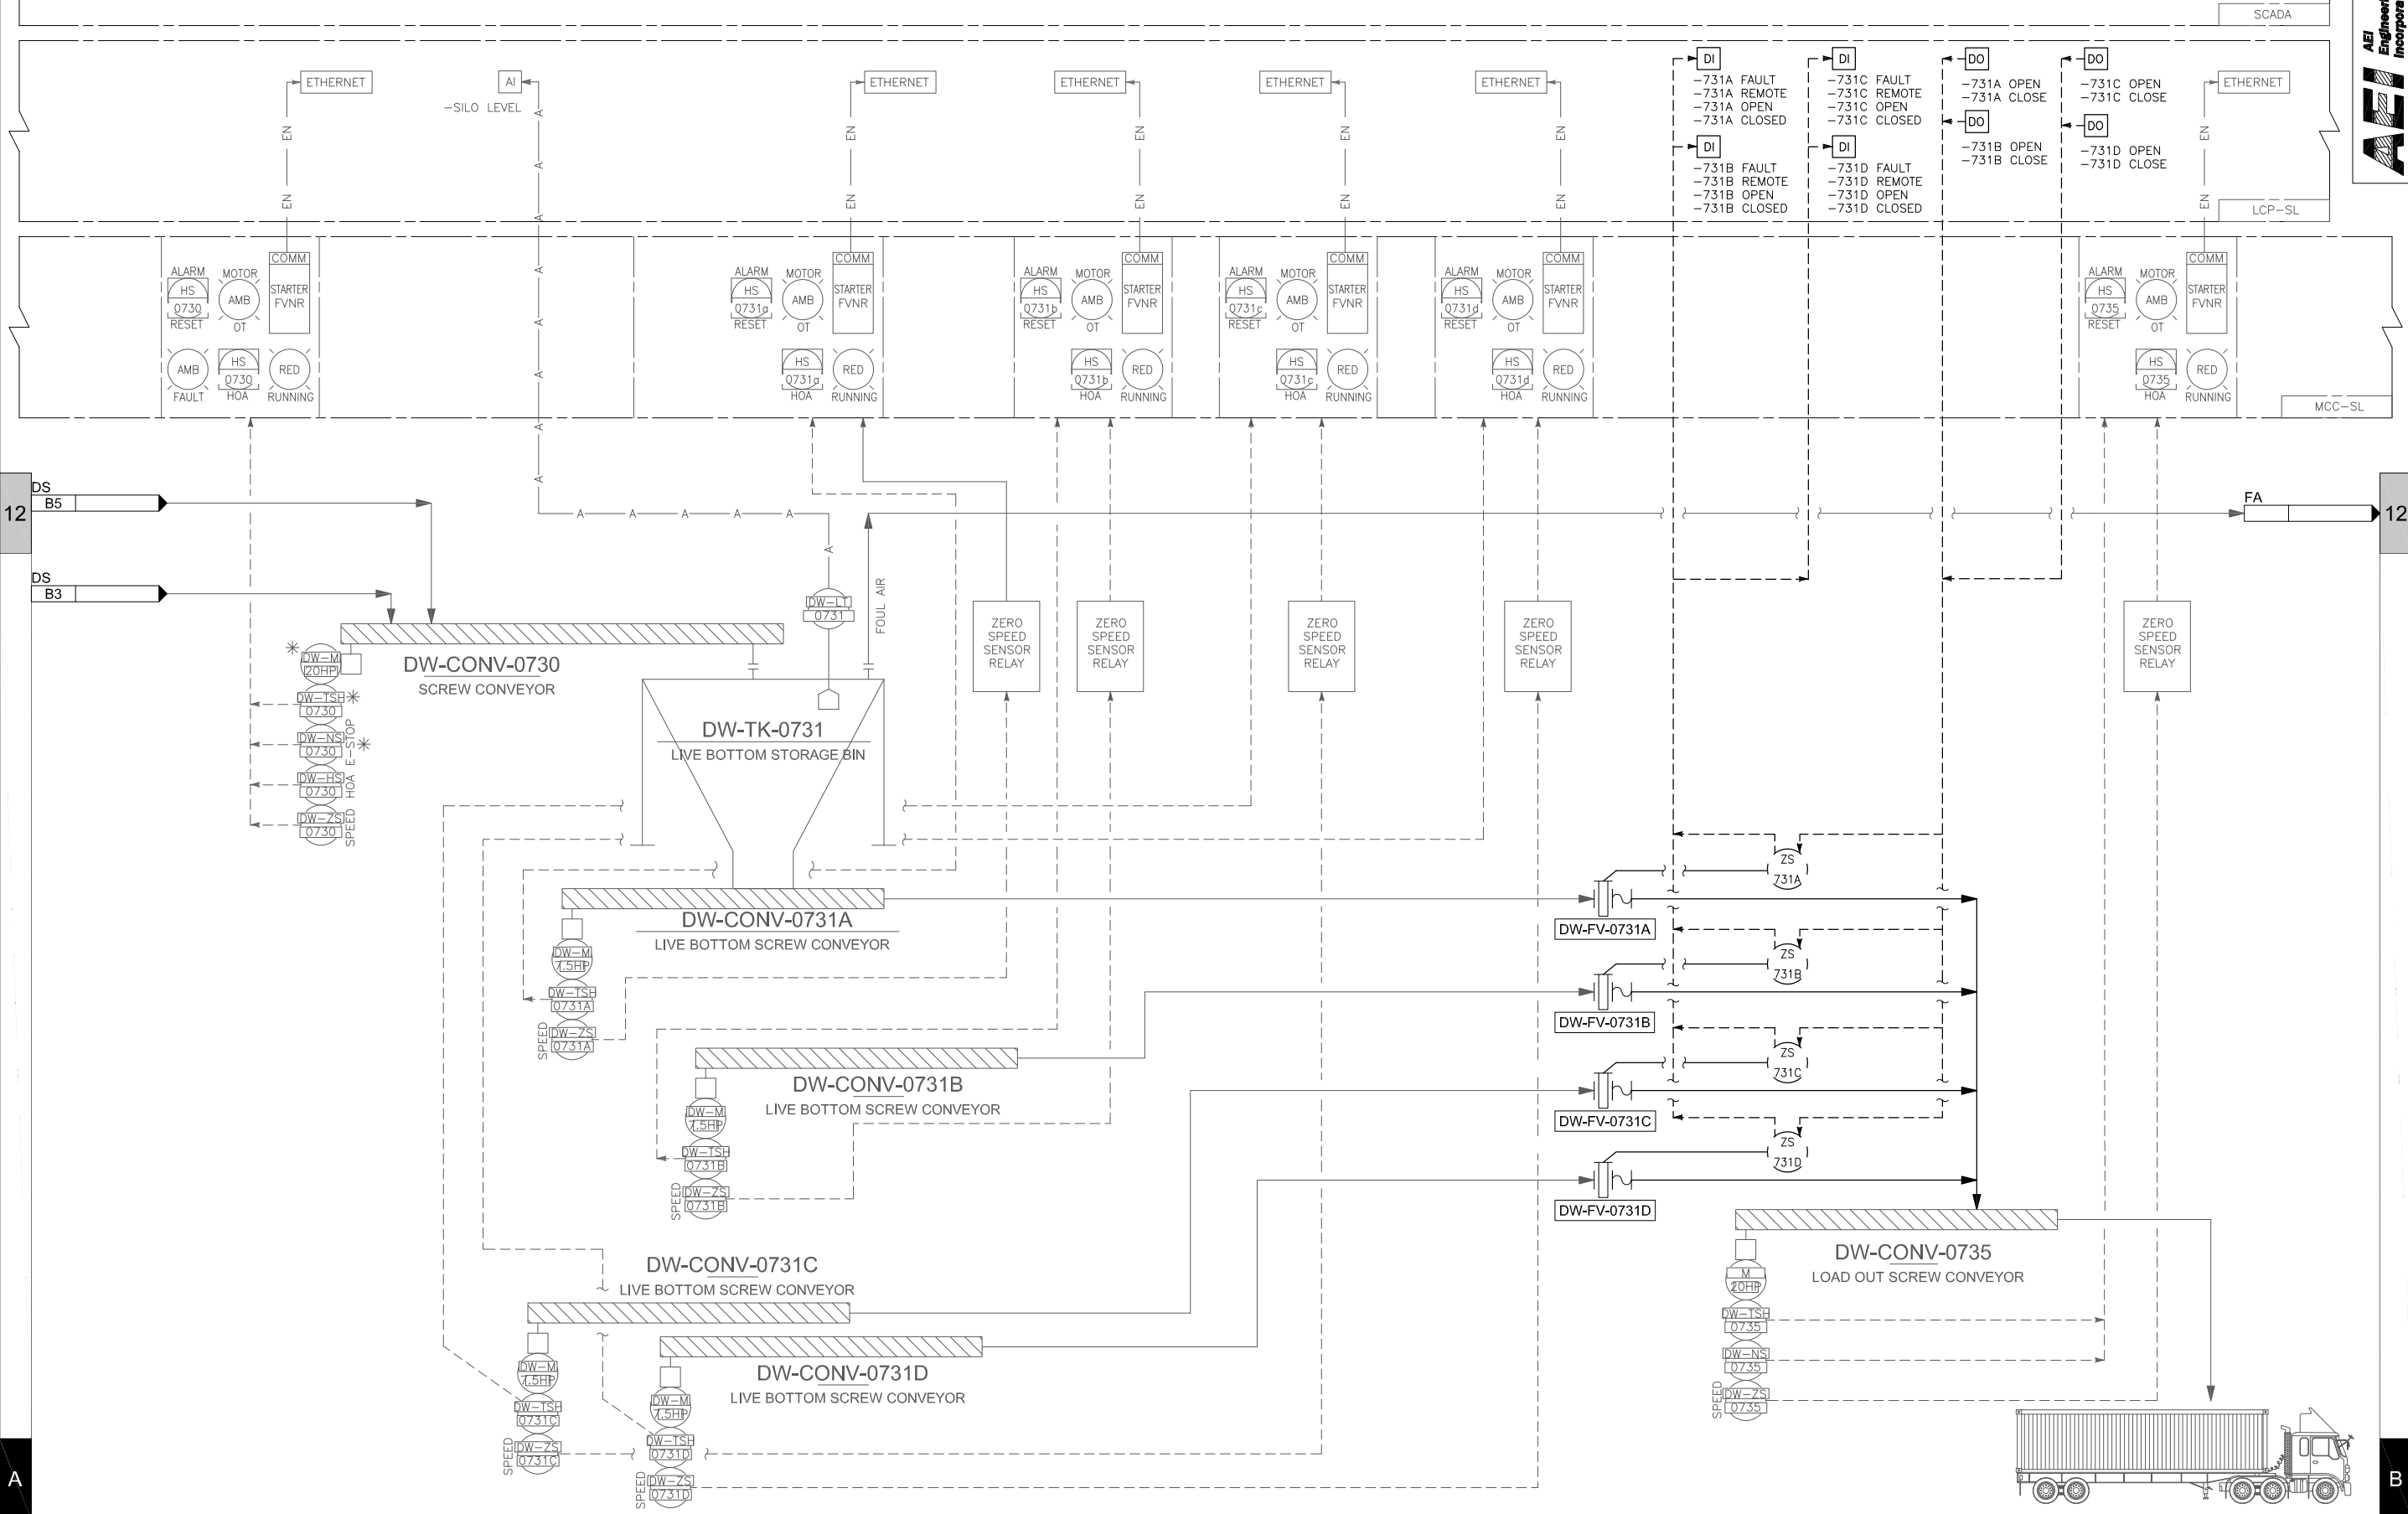 SCADA
AEI
Engineering
Incorporated
AEI
ETHERNET
AI
-SILO LEVEL
ETHERNET
ETHERNET
ETHERNET
ETHERNET
DI
-731A FAULT
-731A REMOTE
-731A OPEN
-731A CLOSED
DI
-731B FAULT
-731B REMOTE
-731B OPEN
-731B CLOSED
DI
-731C FAULT
-731C REMOTE
-731C OPEN
-731C CLOSED
DI
-731D FAULT
-731D REMOTE
-731D OPEN
-731D CLOSED
DO
-731A OPEN
-731A CLOSE
DO
-731B OPEN
-731B CLOSE
DO
-731C OPEN
-731C CLOSE
DO
-731D OPEN
-731D CLOSE
ETHERNET
EN
EN
A
A
A
EN
EN
EN
EN
EN
EN
EN
EN
EN
EN
LCP-SL
ALARM
HS
0730
RESET
MOTOR
AMB
OT
COMM
STARTER
FVNR
AMB
FAULT
HS
0730
HOA
RED
RUNNING
A
A
A
A
A
ALARM
HS
0731a
RESET
MOTOR
AMB
OT
COMM
STARTER
FVNR
HS
0731a
HOA
RED
RUNNING
ALARM
HS
0731b
RESET
MOTOR
AMB
OT
COMM
STARTER
FVNR
HS
0731b
HOA
RED
RUNNING
ALARM
HS
0731c
RESET
MOTOR
AMB
OT
COMM
STARTER
FVNR
HS
0731c
HOA
RED
RUNNING
ALARM
HS
0731d
RESET
MOTOR
AMB
OT
COMM
STARTER
FVNR
HS
0731d
HOA
RED
RUNNING
ALARM
HS
0735
RESET
MOTOR
AMB
OT
COMM
STARTER
FVNR
HS
0735
HOA
RED
RUNNING
MCC-SL
12
DS
B5
DS
B3
A A A A A
A
FA
12
FOUL AIR
DW-LT
0731
ZERO
SPEED
SENSOR
RELAY
ZERO
SPEED
SENSOR
RELAY
ZERO
SPEED
SENSOR
RELAY
ZERO
SPEED
SENSOR
RELAY
ZERO
SPEED
SENSOR
RELAY
DW-CONV-0730
SCREW CONVEYOR
DW-M
20HP
DW-TSH
0730
DW-NS
0730
E-STOP
DW-HS
0730
HOA
DW-ZS
0730
SPEED
DW-TK-0731
LIVE BOTTOM STORAGE BIN
DW-CONV-0731A
LIVE BOTTOM SCREW CONVEYOR
DW-M
7.5HP
DW-TSH
0731A
DW-ZS
0731A
SPEED
ZS
731A
DW-FV-0731A
ZS
731B
DW-FV-0731B
ZS
731C
DW-FV-0731C
ZS
731D
DW-FV-0731D
DW-CONV-0731B
LIVE BOTTOM SCREW CONVEYOR
DW-M
7.5HP
DW-TSH
0731B
DW-ZS
0731B
SPEED
DW-CONV-0731C
LIVE BOTTOM SCREW CONVEYOR
DW-M
7.5HP
DW-TSH
0731C
DW-ZS
0731C
SPEED
DW-CONV-0731D
LIVE BOTTOM SCREW CONVEYOR
DW-M
7.5HP
DW-TSH
0731D
DW-ZS
0731D
SPEED
DW-CONV-0735
LOAD OUT SCREW CONVEYOR
M
20HP
DW-TSH
0735
DW-NS
0735
DW-ZS
0735
SPEED
A
B